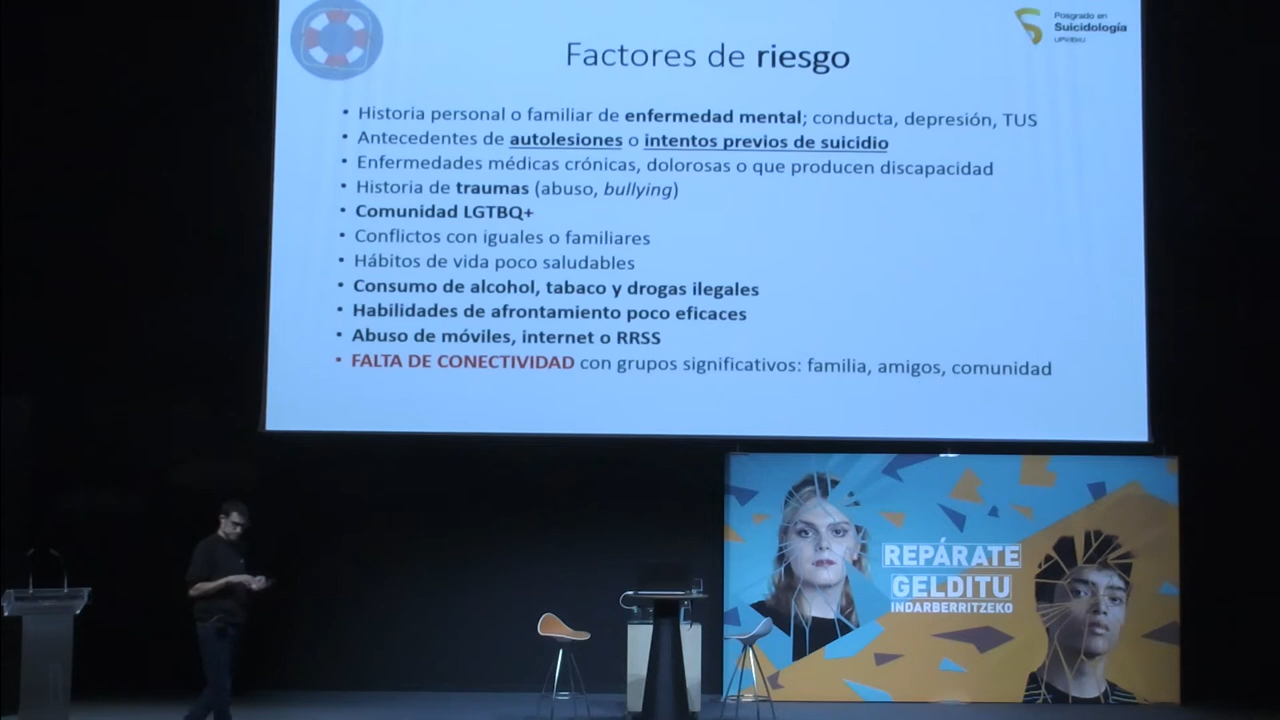 Posgrado en
Suicidología
UPV/EHU
Factores de riesgo
• Historia personal o familiar de enfermedad mental; conducta, depresión, TUS
• Antecedentes de autolesiones o intentos previos de suicidio
• Enfermedades médicas crónicas, dolorosas o que producen discapacidad
• Historia de traumas (abuso, bullying)
• Comunidad LGTBQ+
• Conflictos con iguales o familiares
• Hábitos de vida poco saludables
• Consumo de alcohol, tabaco y drogas ilegales
• Habilidades de afrontamiento poco eficaces
• Abuso de móviles, internet o RRSS
• FALTA DE CONECTIVIDAD con grupos significativos: familia, amigos, comunidad
REPÁRATE
GELDITU
INDARBERRITZEKO